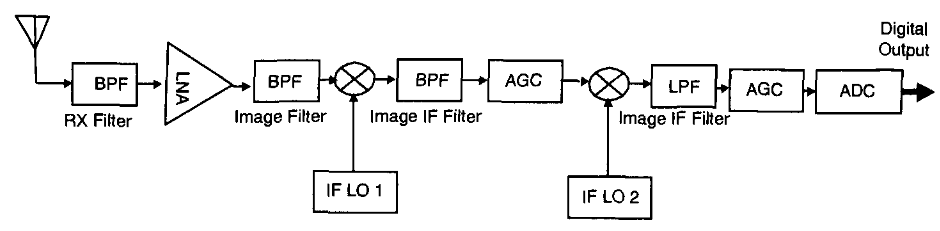 Digital
Output
BPF
LNA
BPF
BPF
AGC
LPF
AGC
ADC
RX Filter
Image Filter
Image IF Filter
Image IF Filter
IF LO 1
IF LO 2